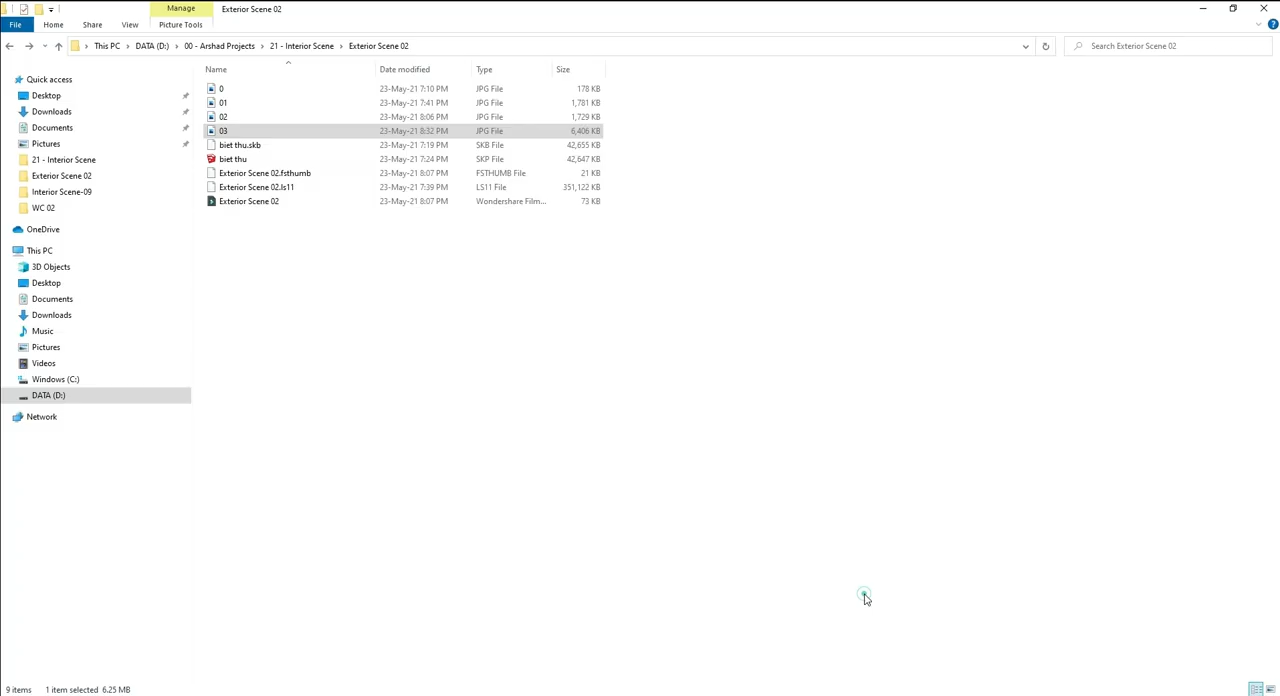 Manage
Exterior Scene 02
File
Home
Share
View
Picture Tools
This PC
DATA (D:)
00 - Arshad Projects
21 - Interior Scene
Exterior Scene 02
Search Exterior Scene 02
Name
Date modified
Type
Size
Quick access
Desktop
Downloads
Documents
Pictures
21 - Interior Scene
Exterior Scene 02
Interior Scene-09
WC 02
OneDrive
This PC
3D Objects
Desktop
Documents
Downloads
Music
Pictures
Videos
Windows (C:)
DATA (D:)
Network
0 23-May-21 7:10 PM JPG File 178 KB
01 23-May-21 7:41 PM JPG File 1,781 KB
02 23-May-21 8:06 PM JPG File 1,729 KB
03 23-May-21 8:32 PM JPG File 6,406 KB
biet thu.skb 23-May-21 7:19 PM SKB File 42,655 KB
biet thu 23-May-21 7:24 PM SKP File 42,647 KB
Exterior Scene 02.fsthumb 23-May-21 8:07 PM FSTHUMB File 21 KB
Exterior Scene 02.ls11 23-May-21 7:39 PM LS11 File 351,122 KB
Exterior Scene 02 23-May-21 8:07 PM Wondershare Film... 73 KB
9 items 1 item selected 6.25 MB